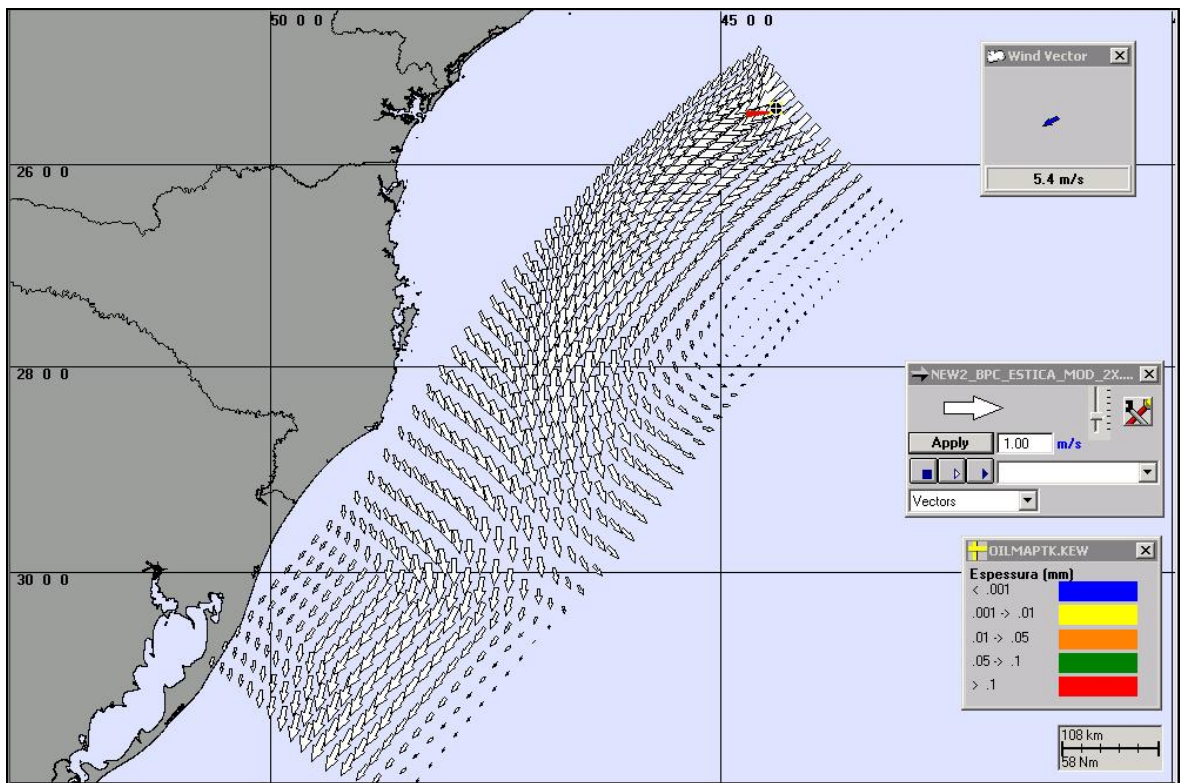 50 0 0
45 0 0
26 0 0
28 0 0
30 0 0
Wind Vector
5.4 m/s
NEW2_BPC_ESTICA_MOD_2X....
Apply
1.00
m/s
Vectors
OILMAPTK.KEW
Espessura (mm)
< .001
.001 -> .01
.01 -> .05
.05 -> .1
> .1
108 km
58 Nm